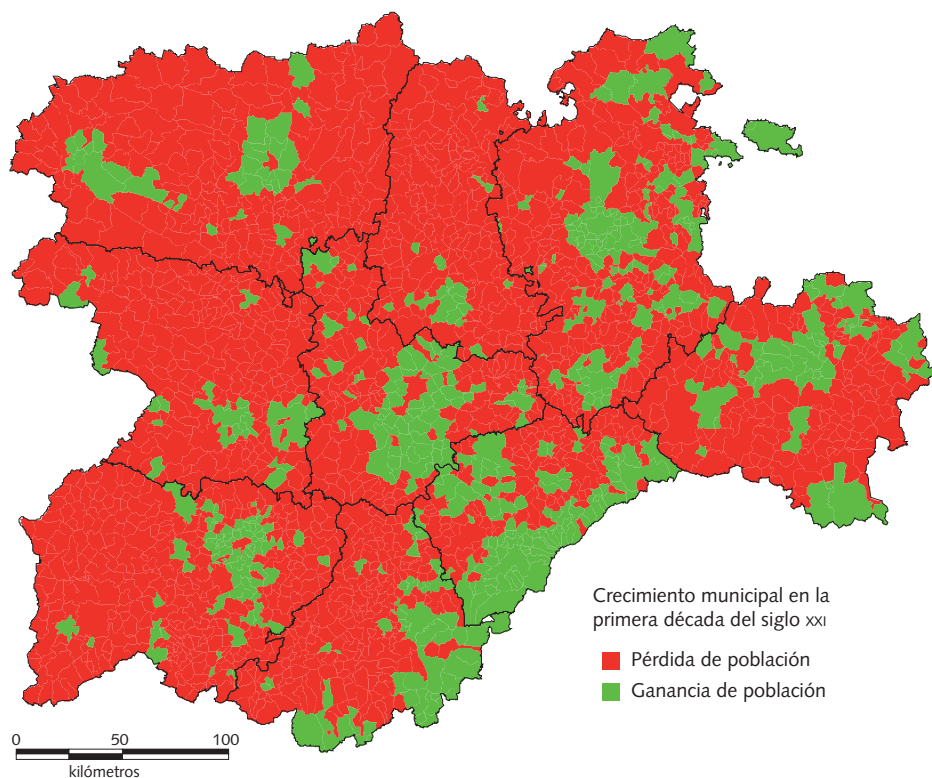 Crecimiento municipal en la
primera década del siglo XXI
Pérdida de población
Ganancia de población
0 50 100
kilómetros